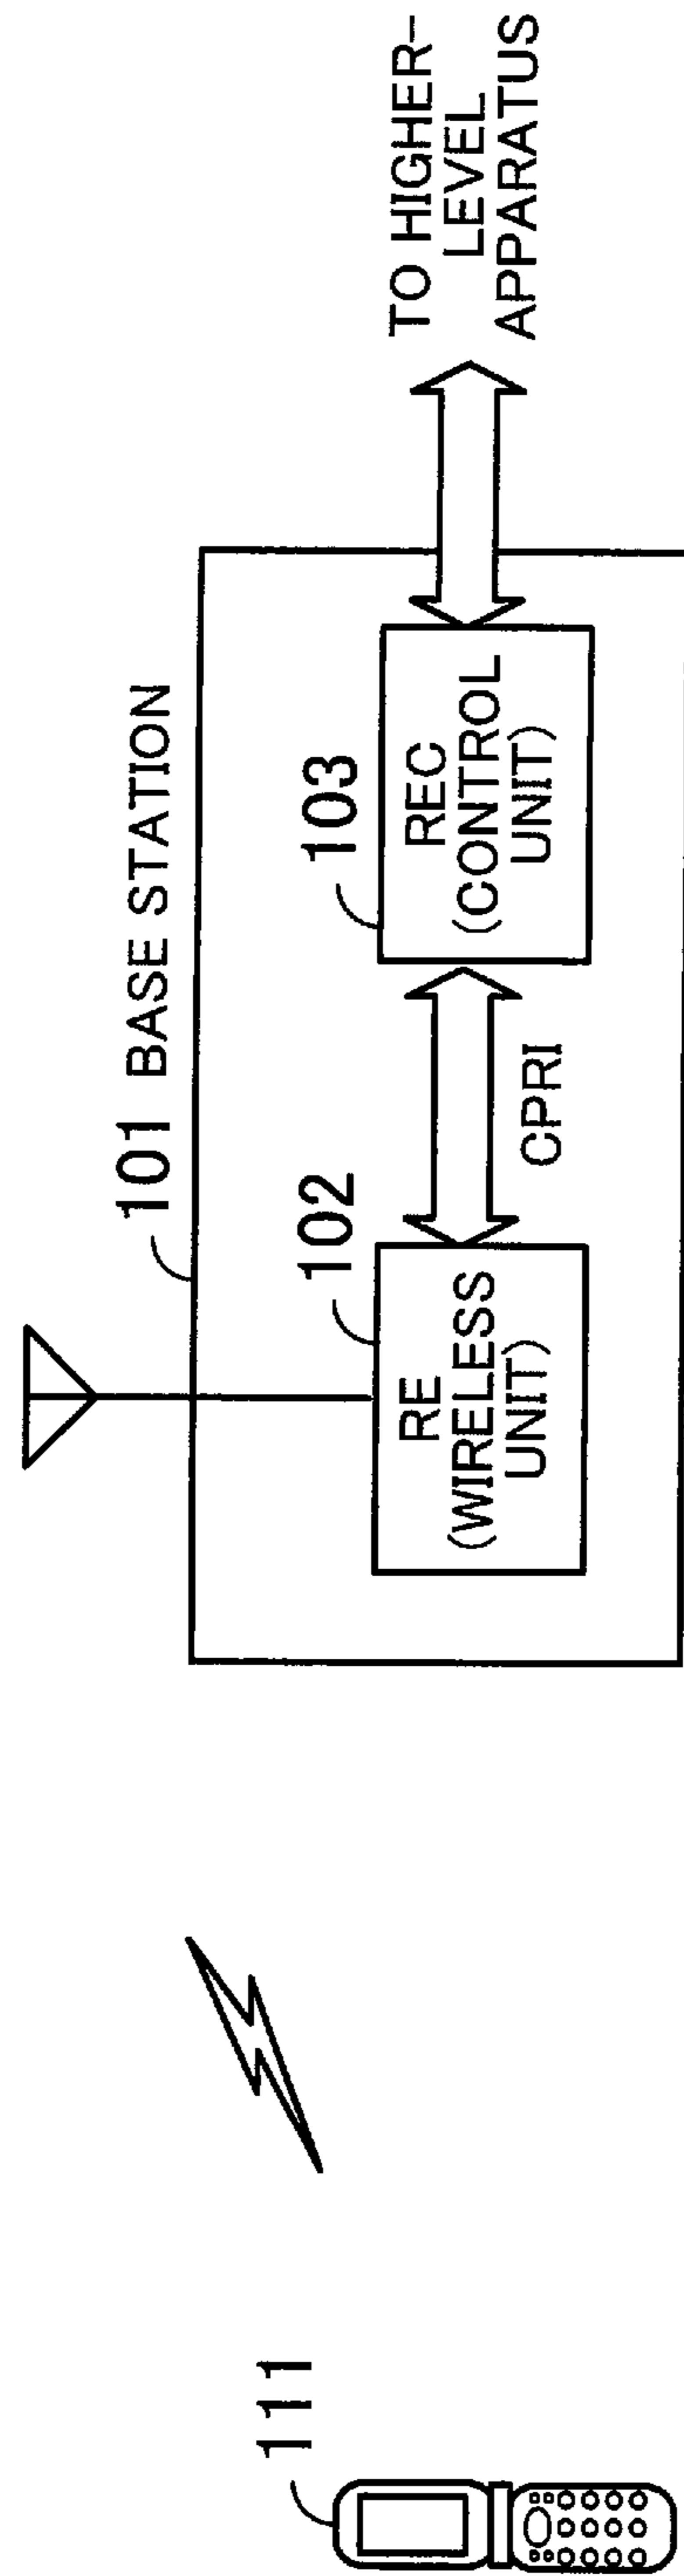 111
101 BASE STATION
102
RE
(WIRELESS
UNIT)
CPRI
103
REC
(CONTROL
UNIT)
TO HIGHER-
LEVEL
APPARATUS